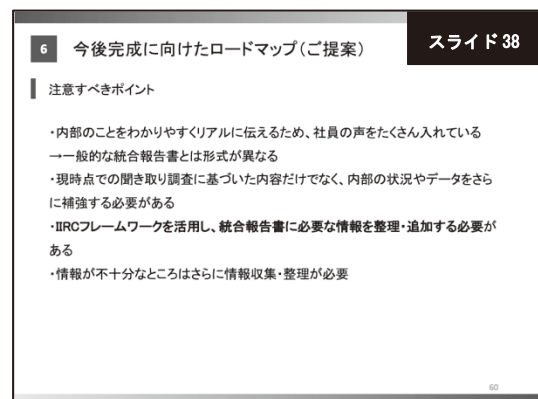 スライド 38
6 今後完成に向けたロードマップ(ご提案)
注意すべきポイント
・内部のことをわかりやすくリアルに伝えるため、社員の声をたくさん入れている
→一般的な統合報告書とは形式が異なる
・現時点での聞き取り調査に基づいた内容だけでなく、内部の状況やデータをさら
に補強する必要がある
・IIRCフレームワークを活用し、統合報告書に必要な情報を整理・追加する必要が
ある
・情報が不十分なところはさらに情報収集・整理が必要
60